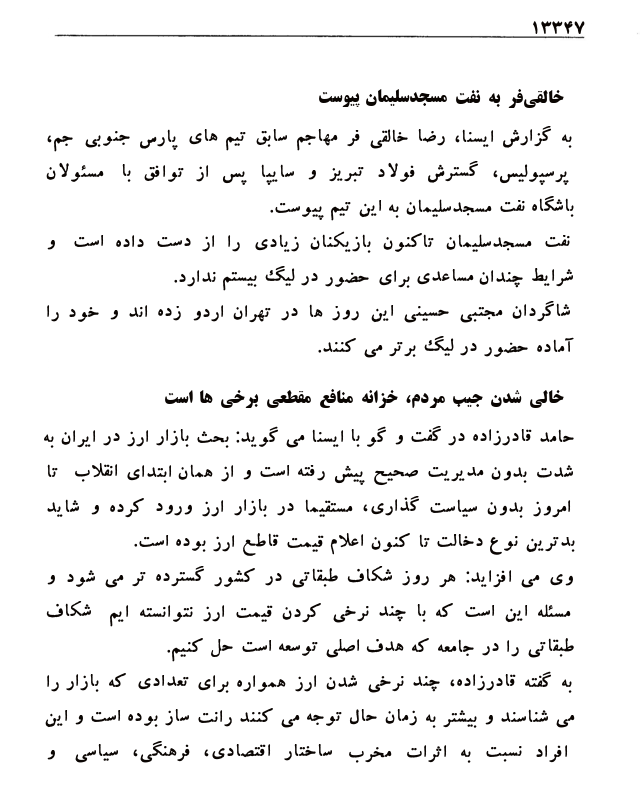 ۱۳۳۴۷
خالقی‌فر به نفت مسجدسلیمان پیوست
به گزارش ایسنا، رضا خالقی فر مهاجم سابق تیم های پارس جنوبی جم،
پرسپولیس، گسترش فولاد تبریز و سایپا پس از توافق با مسئولان
باشگاه نفت مسجدسلیمان به این تیم پیوست.
نفت مسجدسلیمان تاکنون بازیکنان زیادی را از دست داده است و
شرایط چندان مساعدی برای حضور در لیگ بیستم ندارد.
شاگردان مجتبی حسینی این روز ها در تهران اردو زده اند و خود را
آماده حضور در لیگ برتر می کنند.
خالی شدن جیب مردم، خزانه منافع مقطعی برخی ها است
حامد قادرزاده در گفت و گو با ایسنا می گوید: بحث بازار ارز در ایران به
شدت بدون مدیریت صحیح پیش رفته است و از همان ابتدای انقلاب تا
امروز بدون سیاست گذاری، مستقیما در بازار ارز ورود کرده و شاید
بدترین نوع دخالت تا کنون اعلام قیمت قاطع ارز بوده است.
وی می افزاید: هر روز شکاف طبقاتی در کشور گسترده تر می شود و
مسئله این است که با چند نرخی کردن قیمت ارز نتوانسته ایم شکاف
طبقاتی را در جامعه که هدف اصلی توسعه است حل کنیم.
به گفته قادرزاده، چند نرخی شدن ارز همواره برای تعدادی که بازار را
می شناسند و بیشتر به زمان حال توجه می کنند رانت ساز بوده است و این
افراد نسبت به اثرات مخرب ساختار اقتصادی، فرهنگی، سیاسی و